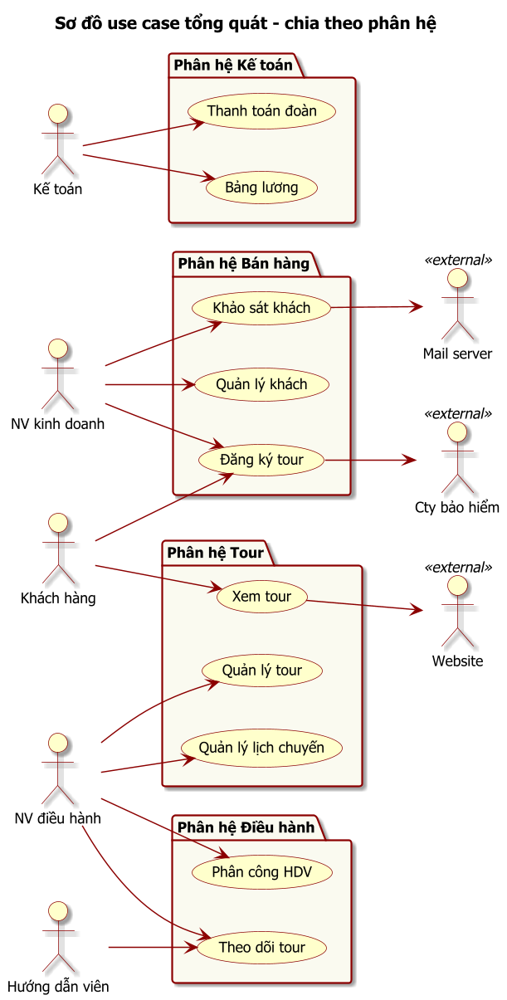 Sơ đồ use case tổng quát - chia theo phân hệ
Phân hệ Kế toán
Thanh toán đoàn
Kế toán
Bảng lương
Phân hệ Bán hàng
«external»
Khảo sát khách
Mail server
Quản lý khách
NV kinh doanh
«external»
Đăng ký tour
Cty bảo hiểm
Phân hệ Tour
«external»
Khách hàng
Xem tour
Website
Quản lý tour
Quản lý lịch chuyến
NV điều hành
Phân hệ Điều hành
Phân công HDV
Theo dõi tour
Hướng dẫn viên